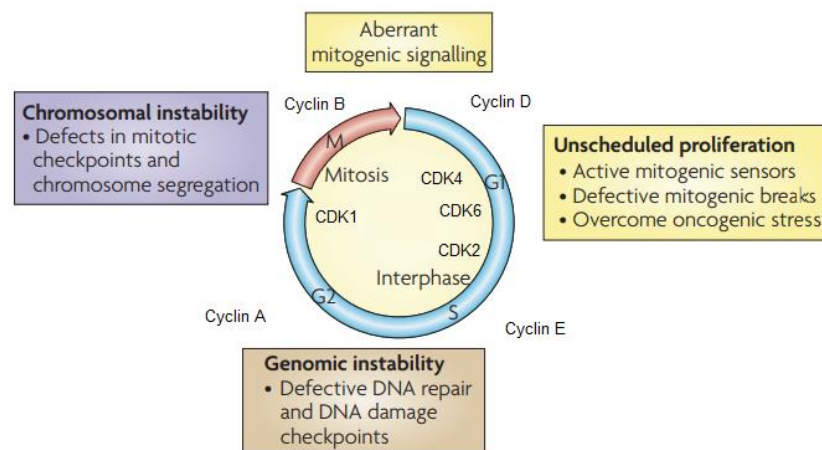 Aberrant
mitogenic signalling
Cyclin B
Cyclin D
Chromosomal instability
• Defects in mitotic
checkpoints and
chromosome segregation
M
Mitosis
CDK4
G1
CDK1
CDK6
CDK2
Interphase
Unscheduled proliferation
• Active mitogenic sensors
• Defective mitogenic breaks
• Overcome oncogenic stress
G2
S
Cyclin A
Cyclin E
Genomic instability
• Defective DNA repair
and DNA damage
checkpoints